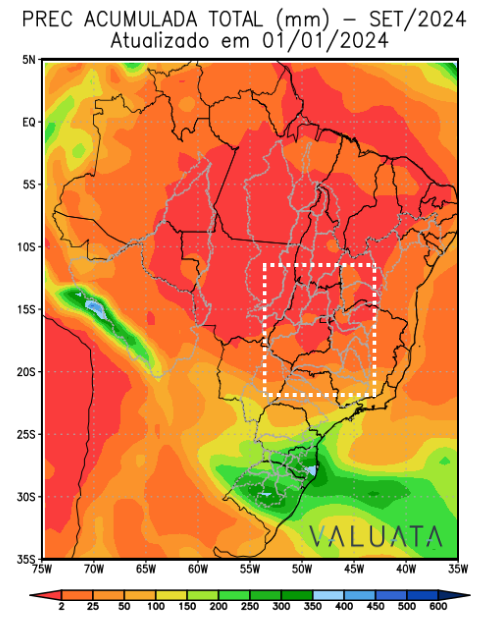 PREC ACUMULADA TOTAL (mm) – SET/2024
Atualizado em 01/01/2024
5N
EQ
5S
10S
15S
20S
25S
30S
35S
VALUATA
75W 70W 65W 60W 55W 50W 45W 40W 35W
2 25 50 100 150 200 250 300 350 400 450 500 600